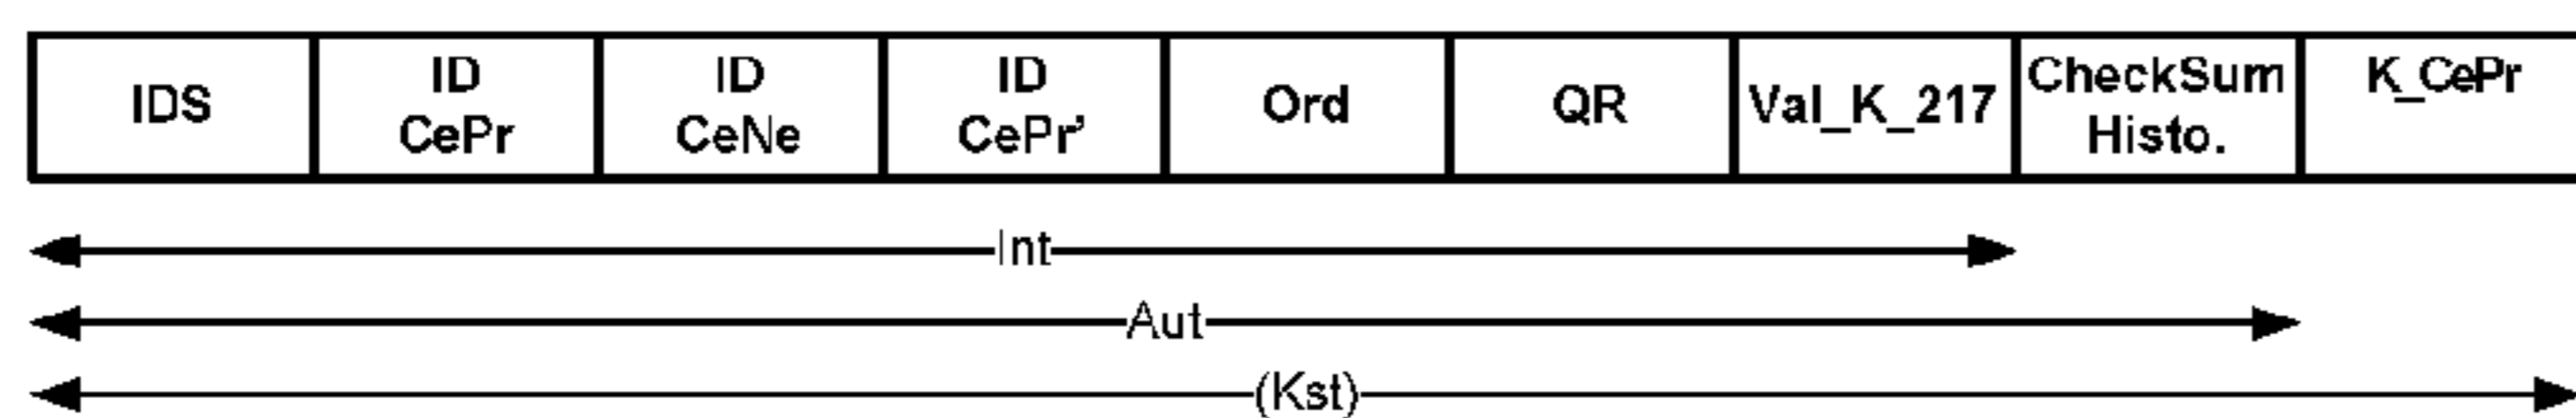 IDS
ID
CePr
ID
CeNe
ID
CePr’
Ord
QR
Val_K_217
CheckSum
Histo.
K_CePr
Int
Aut
(Kst)